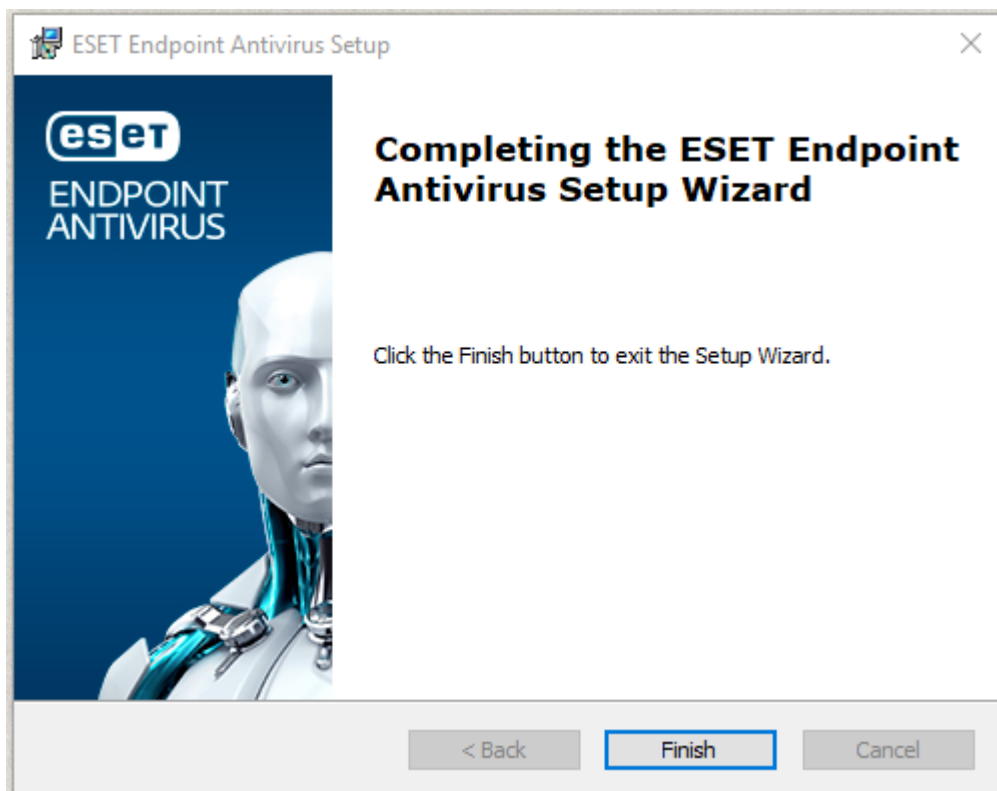 ESET Endpoint Antivirus Setup
eseT
ENDPOINT
ANTIVIRUS
Completing the ESET Endpoint
Antivirus Setup Wizard
Click the Finish button to exit the Setup Wizard.
< Back Finish Cancel